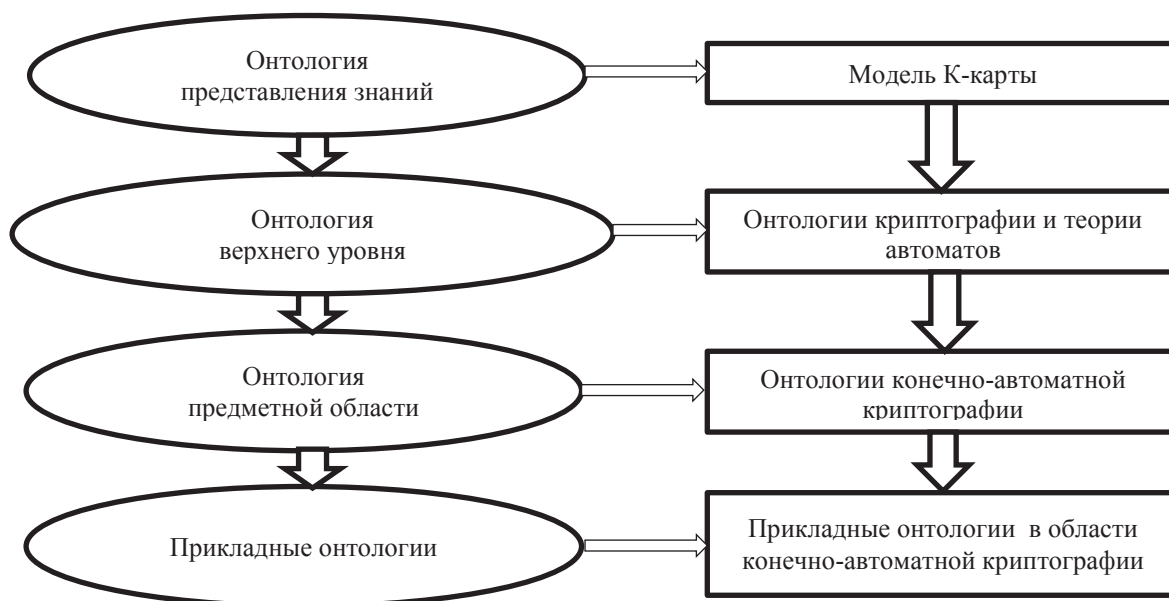 Онтология
представления знаний
Модель К-карты
Онтология
верхнего уровня
Онтологии криптографии и теории
автоматов
Онтология
предметной области
Онтологии конечно-автоматной
криптографии
Прикладные онтологии
Прикладные онтологии в области
конечно-автоматной криптографии